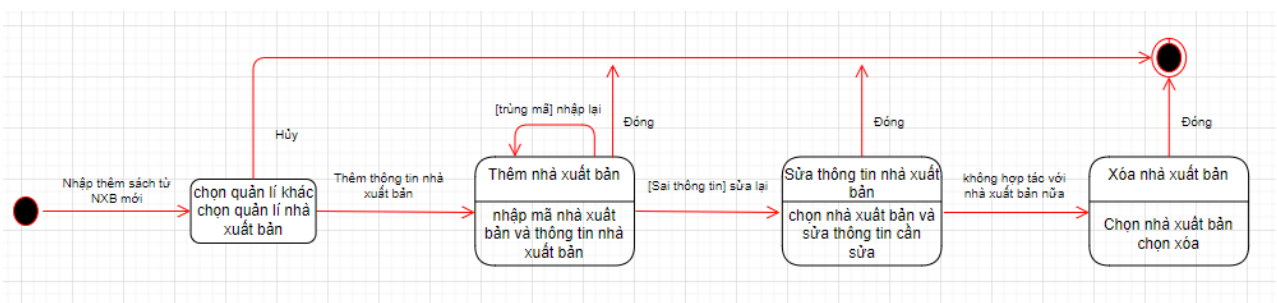 [trùng mã] nhập lại
Đóng
Đóng
Đóng
Hủy
Nhập thêm sách từ
NXB mới
chọn quản lí khác
chọn quản lí nhà
xuất bản
Thêm thông tin nhà
xuất bản
Thêm nhà xuất bản
nhập mã nhà xuất
bản và thông tin nhà
xuất bản
[Sai thông tin] sửa lại
Sửa thông tin nhà xuất
bản
chọn nhà xuất bản và
sửa thông tin cần
sửa
không hợp tác với
nhà xuất bản nữa
Xóa nhà xuất bản
Chọn nhà xuất bản
chọn xóa